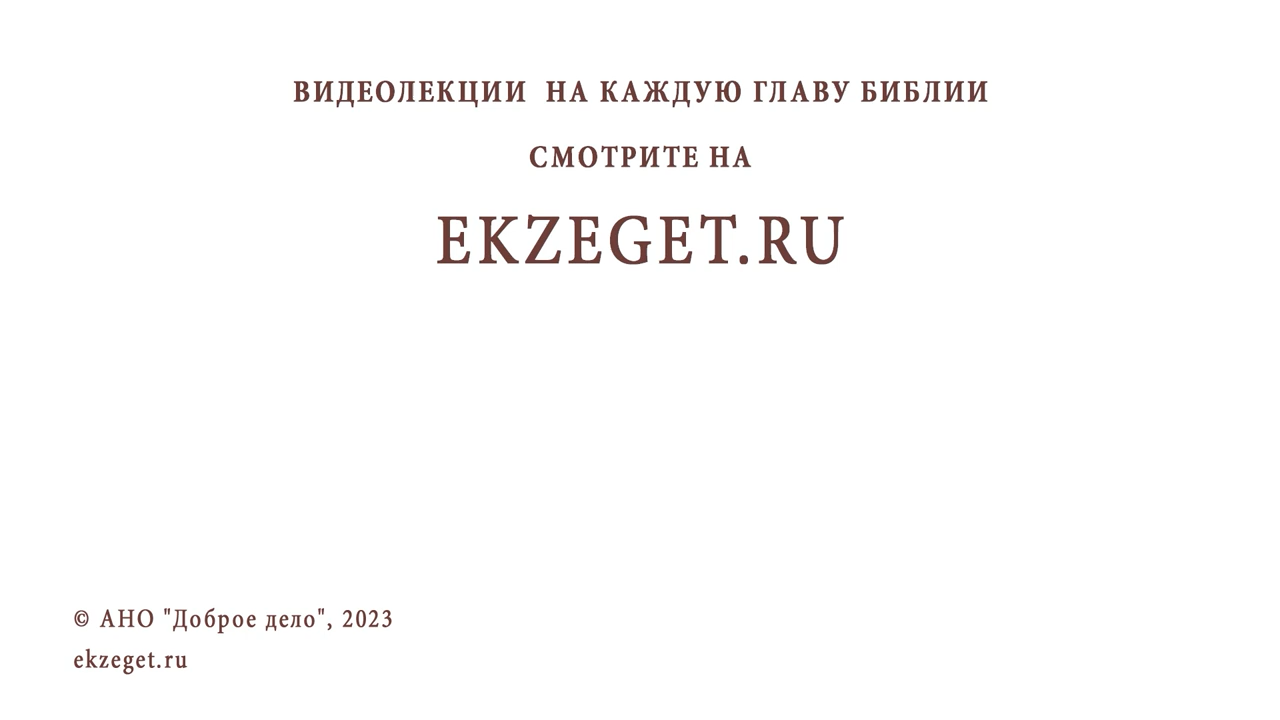 ВИДЕОЛЕКЦИИ НА КАЖДУЮ ГЛАВУ БИБЛИИ
СМОТРИТЕ НА
EKZEGET.RU
© АНО "Доброе дело", 2023
ekzeget.ru